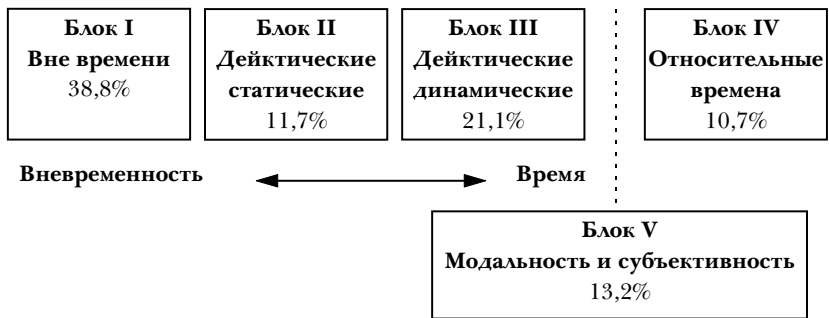 Блок I
Вне времени
38,8%
Блок II
Дейктические
статические
11,7%
Блок III
Дейктические
динамические
21,1%
Блок IV
Относительные
времена
10,7%
Вневременность
Время
Блок V
Модальность и субъективность
13,2%